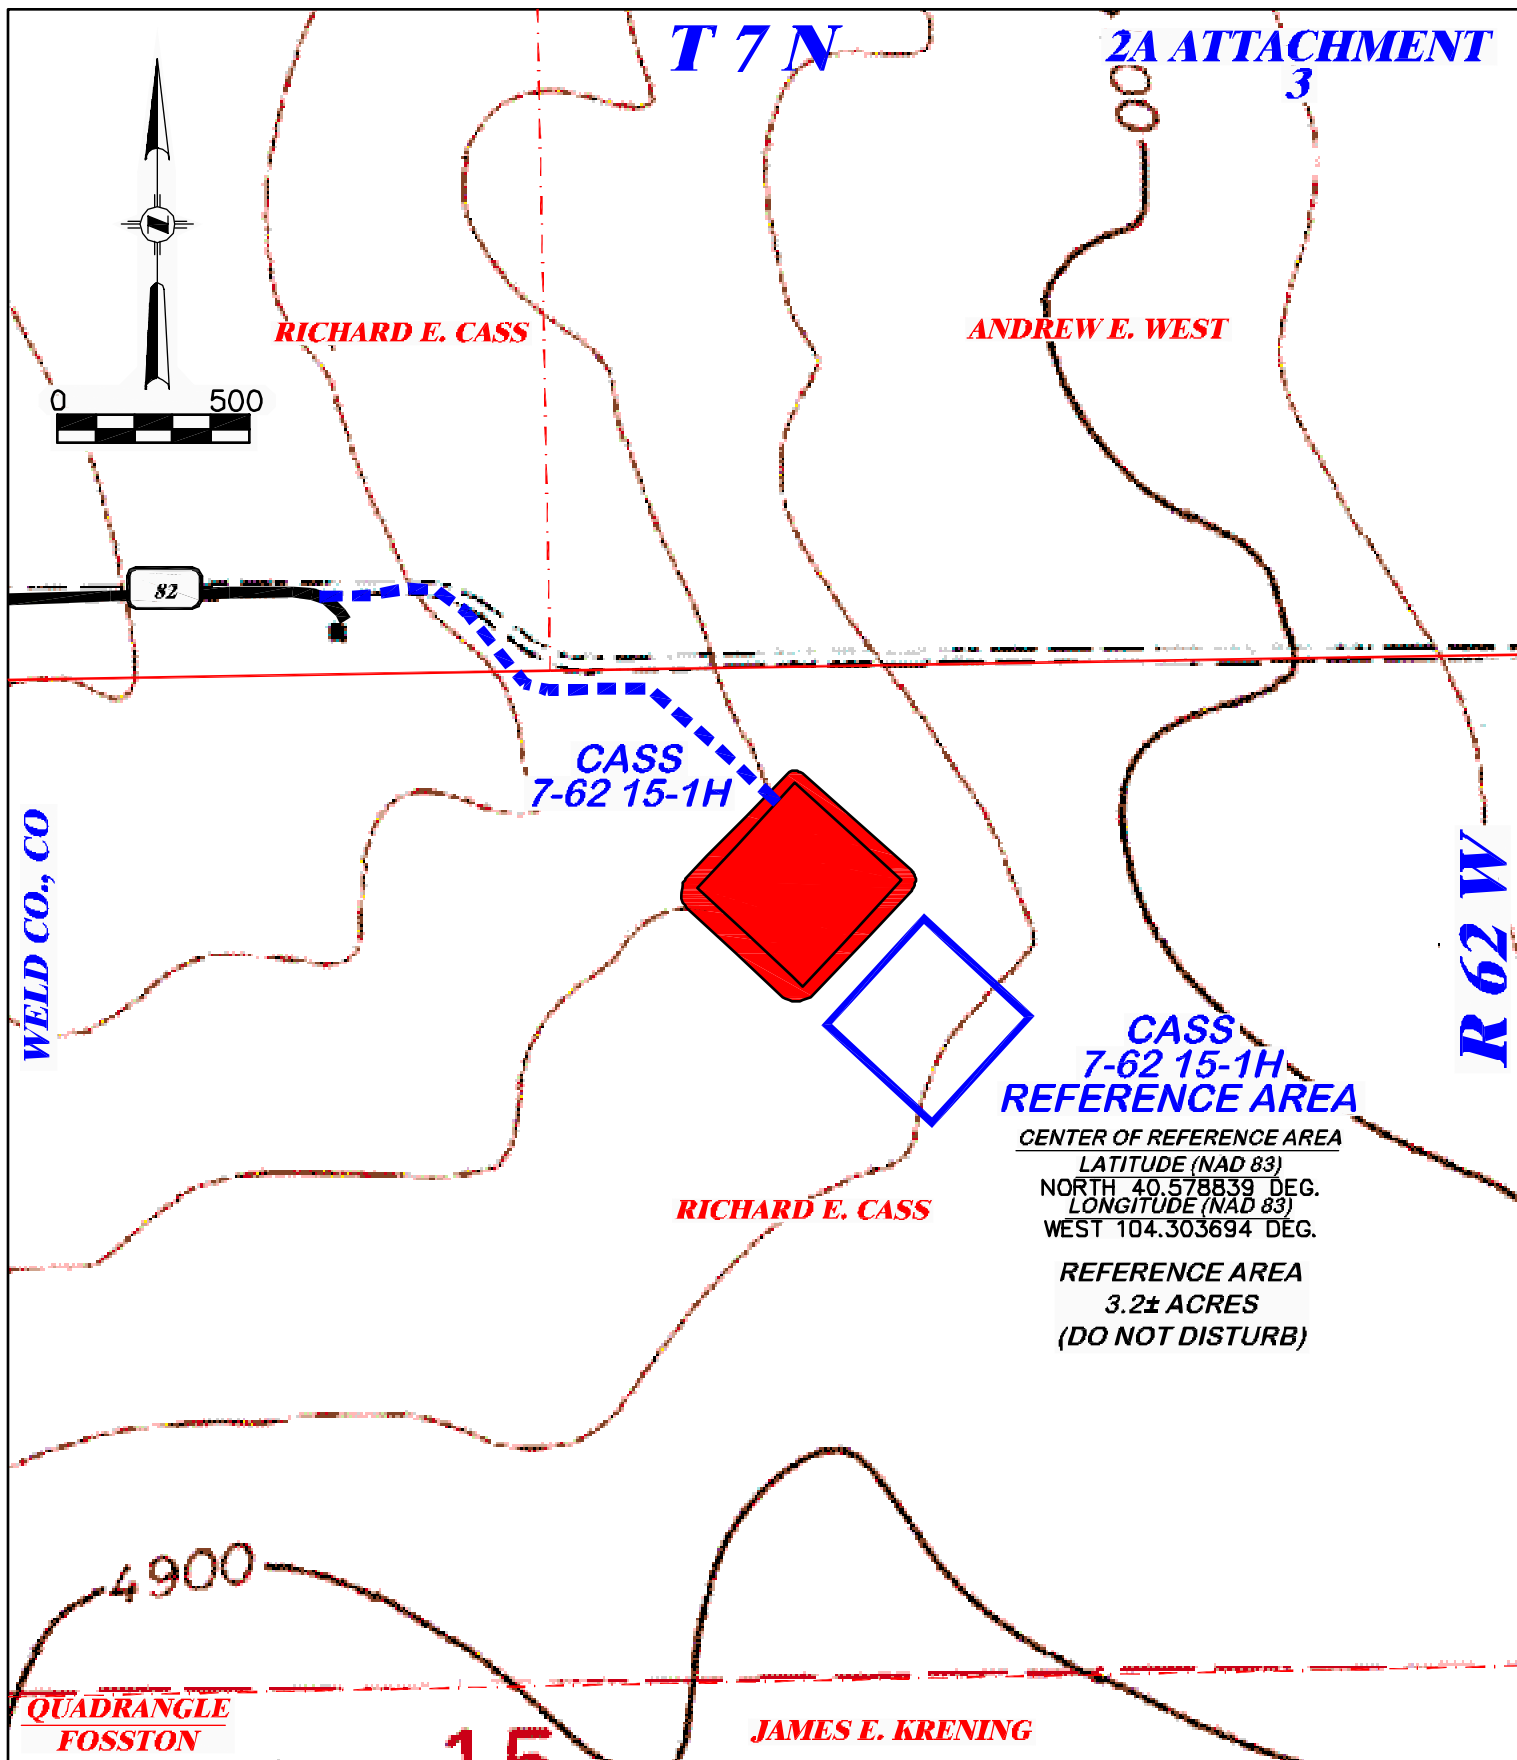 T 7 N
2A ATTACHMENT
3
00
N
RICHARD E. CASS
ANDREW E. WEST
0 500
82
CASS
7-62 15-1H
WELD CO., CO
R 62 W
CASS
7-62 15-1H
REFERENCE AREA
CENTER OF REFERENCE AREA
LATITUDE (NAD 83)
NORTH 40.578839 DEG.
LONGITUDE (NAD 83)
WEST 104.303694 DEG.
RICHARD E. CASS
REFERENCE AREA
3.2± ACRES
(DO NOT DISTURB)
4900
QUADRANGLE
FOSSTON
15
JAMES E. KRENING